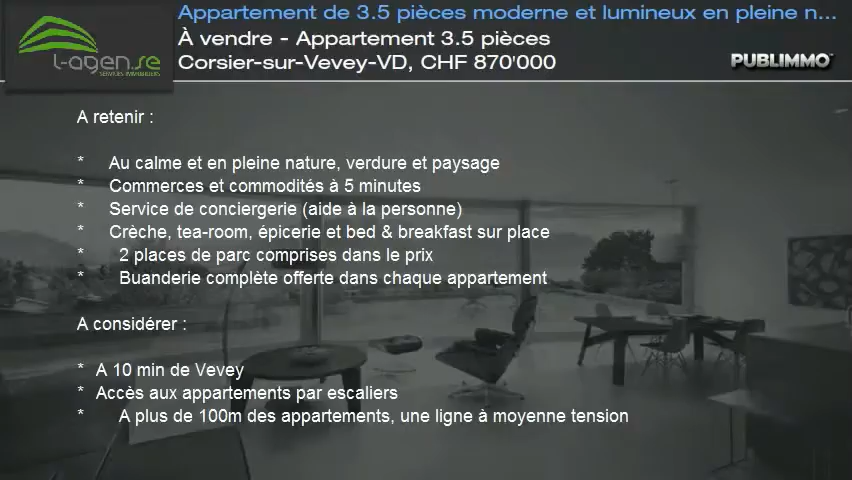 Appartement de 3.5 pièces moderne et lumineux en pleine n...
À vendre - Appartement 3.5 pièces
Corsier-sur-Vevey-VD, CHF 870'000
l-agen.se
SERVICES IMMOBILIERS
PUBLIMMO
A retenir :
* Au calme et en pleine nature, verdure et paysage
* Commerces et commodités à 5 minutes
* Service de conciergerie (aide à la personne)
* Crèche, tea-room, épicerie et bed & breakfast sur place
* 2 places de parc comprises dans le prix
* Buanderie complète offerte dans chaque appartement
A considérer :
* A 10 min de Vevey
* Accès aux appartements par escaliers
* A plus de 100m des appartements, une ligne à moyenne tension